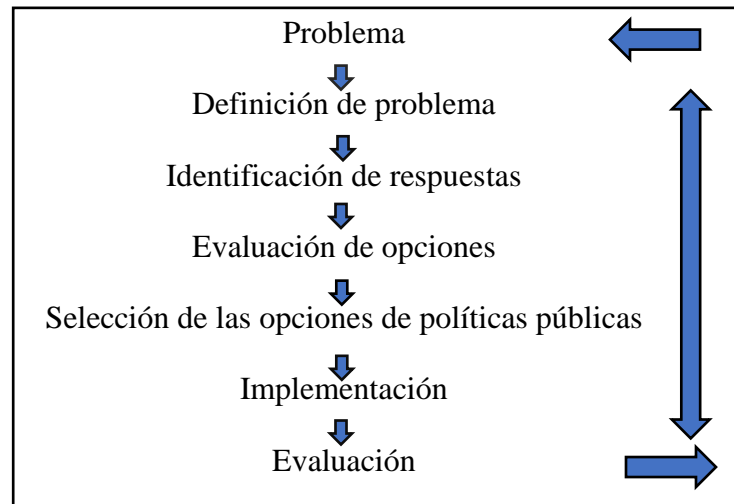 Problema
Definición de problema
Identificación de respuestas
Evaluación de opciones
Selección de las opciones de políticas públicas
Implementación
Evaluación